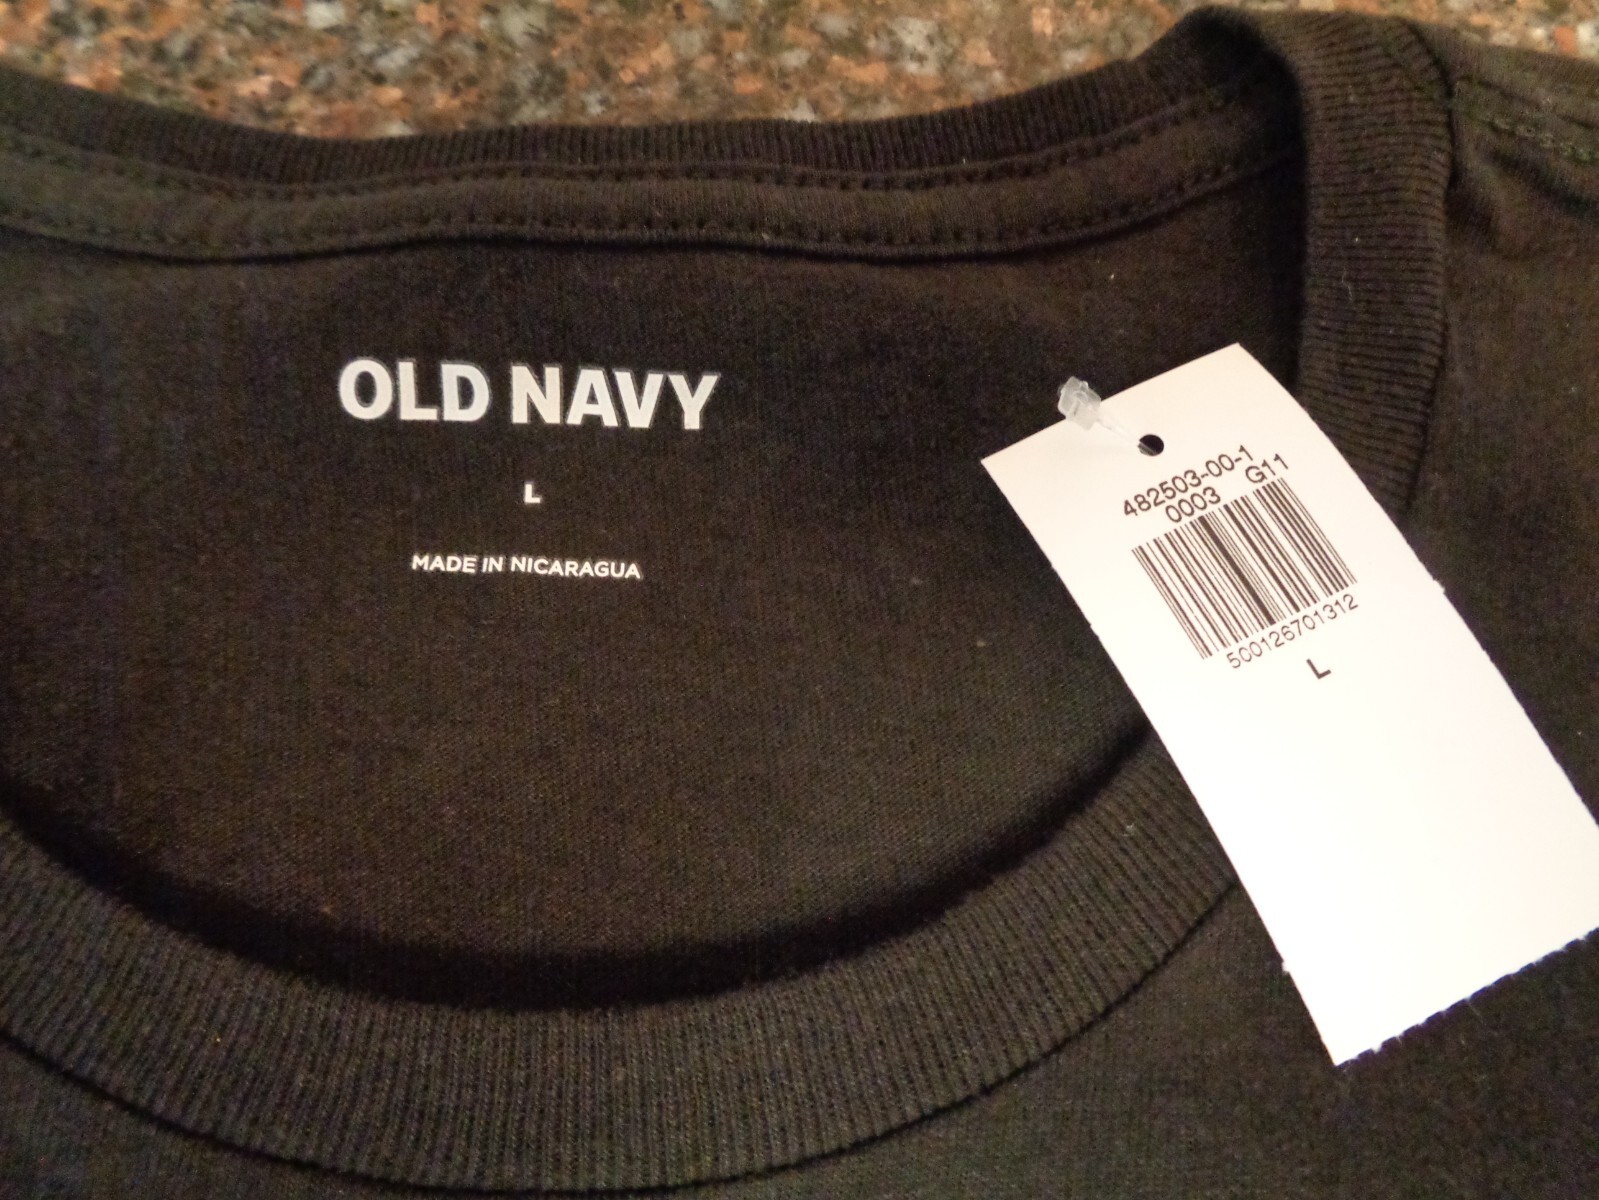 OLD NAVY
L
MADE IN NICARAGUA
482503-00-1
0003 G11
500126701312
L